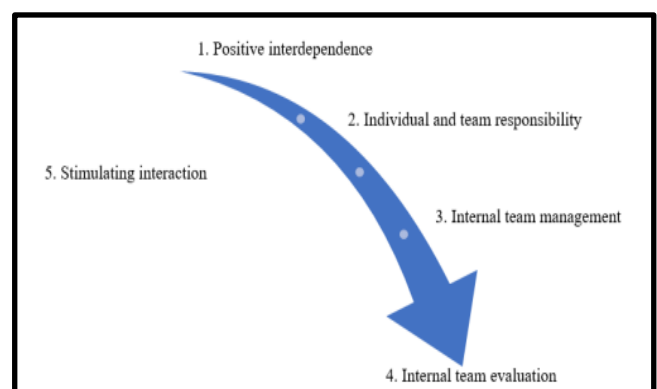 1. Positive interdependence
2. Individual and team responsibility
5. Stimulating interaction
3. Internal team management
4. Internal team evaluation